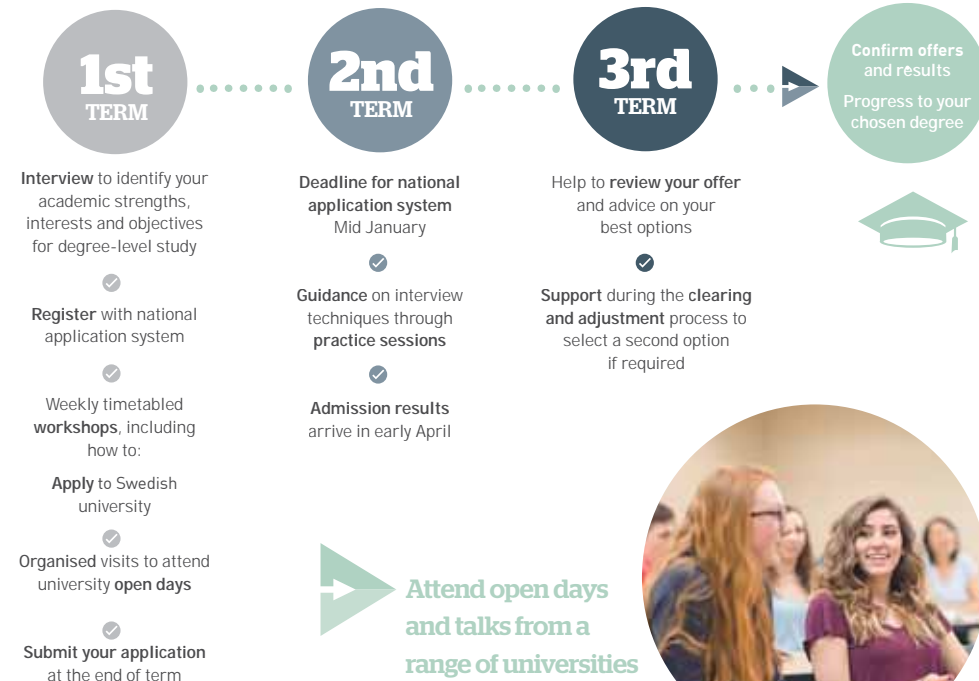 1st
TERM
Interview to identify your
academic strengths,
interests and objectives
for degree-level study
Register with national
application system
Weekly timetabled
workshops, including
how to:
Apply to Swedish
university
Organised visits to attend
university open days
Submit your application
at the end of term
2nd
TERM
Deadline for national
application system
Mid January
Guidance on interview
techniques through
practice sessions
Admission results
arrive in early April
3rd
TERM
Help to review your offer
and advice on your
best options
Support during the clearing
and adjustment process to
select a second option
if required
Confirm offers
and results
Progress to your
chosen degree
Attend open days
and talks from a
range of universities